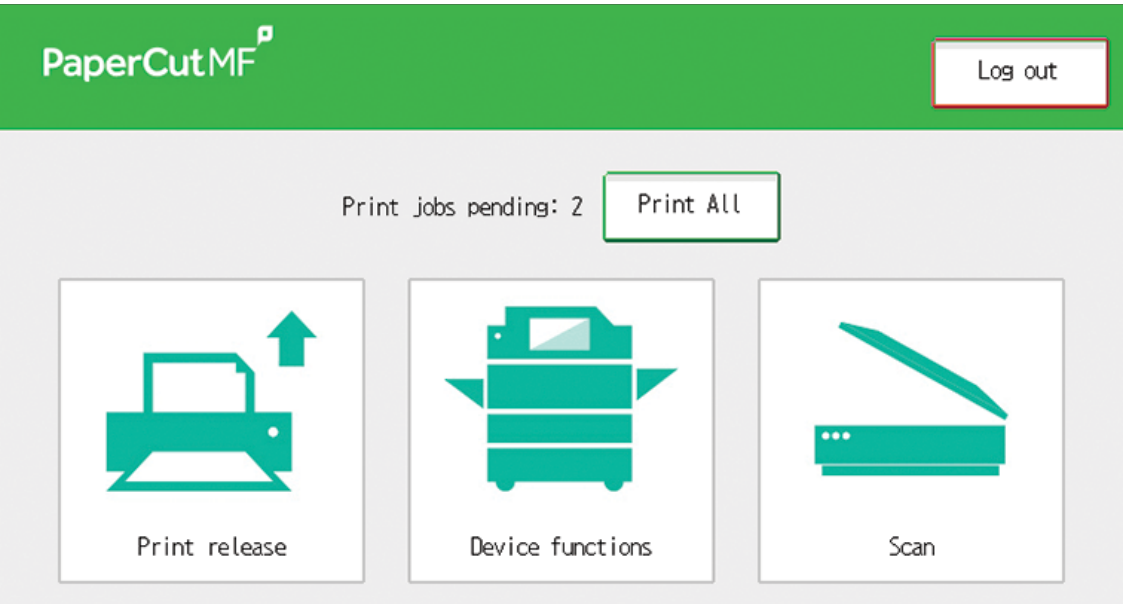 PaperCutMF
Log out
Print jobs pending: 2
Print All
Print release
Device functions
Scan